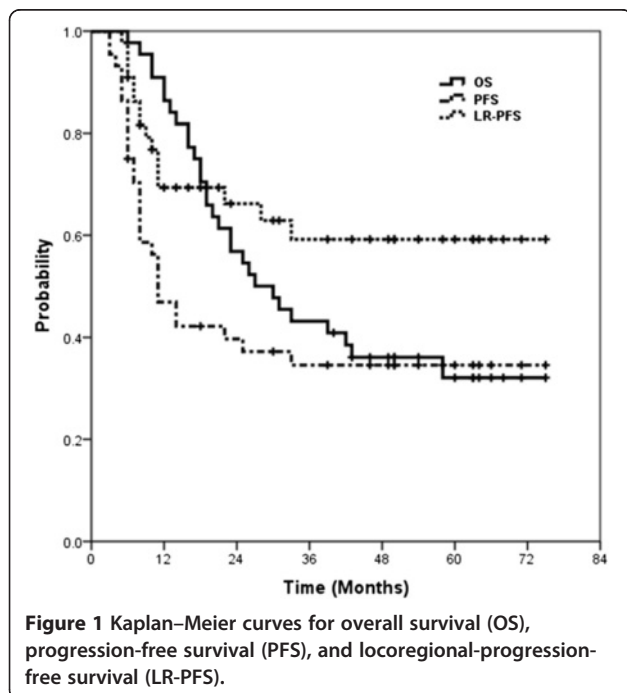 1.0
0.8
0.6
0.4
0.2
0.0
Probability
OS
PFS
LR-PFS
0 12 24 36 48 60 72 84
Time (Months)
Figure 1 Kaplan–Meier curves for overall survival (OS),
progression-free survival (PFS), and locoregional-progression-
free survival (LR-PFS).